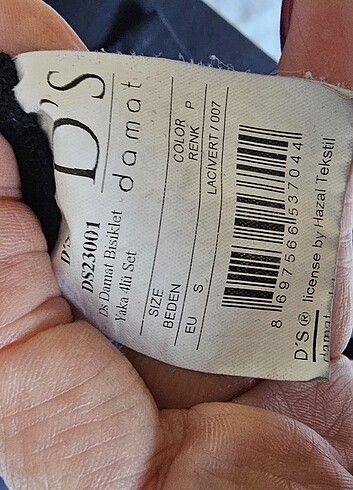 D'S
damat
D's
DS23001
Ds Damat Bisiklet
Yaka 4lü Set
SIZE COLOR P
BEDEN RENK
EU S LACİVERT / 007
8 697566 537044
D'S ® license by Hazal Tekstil
damat